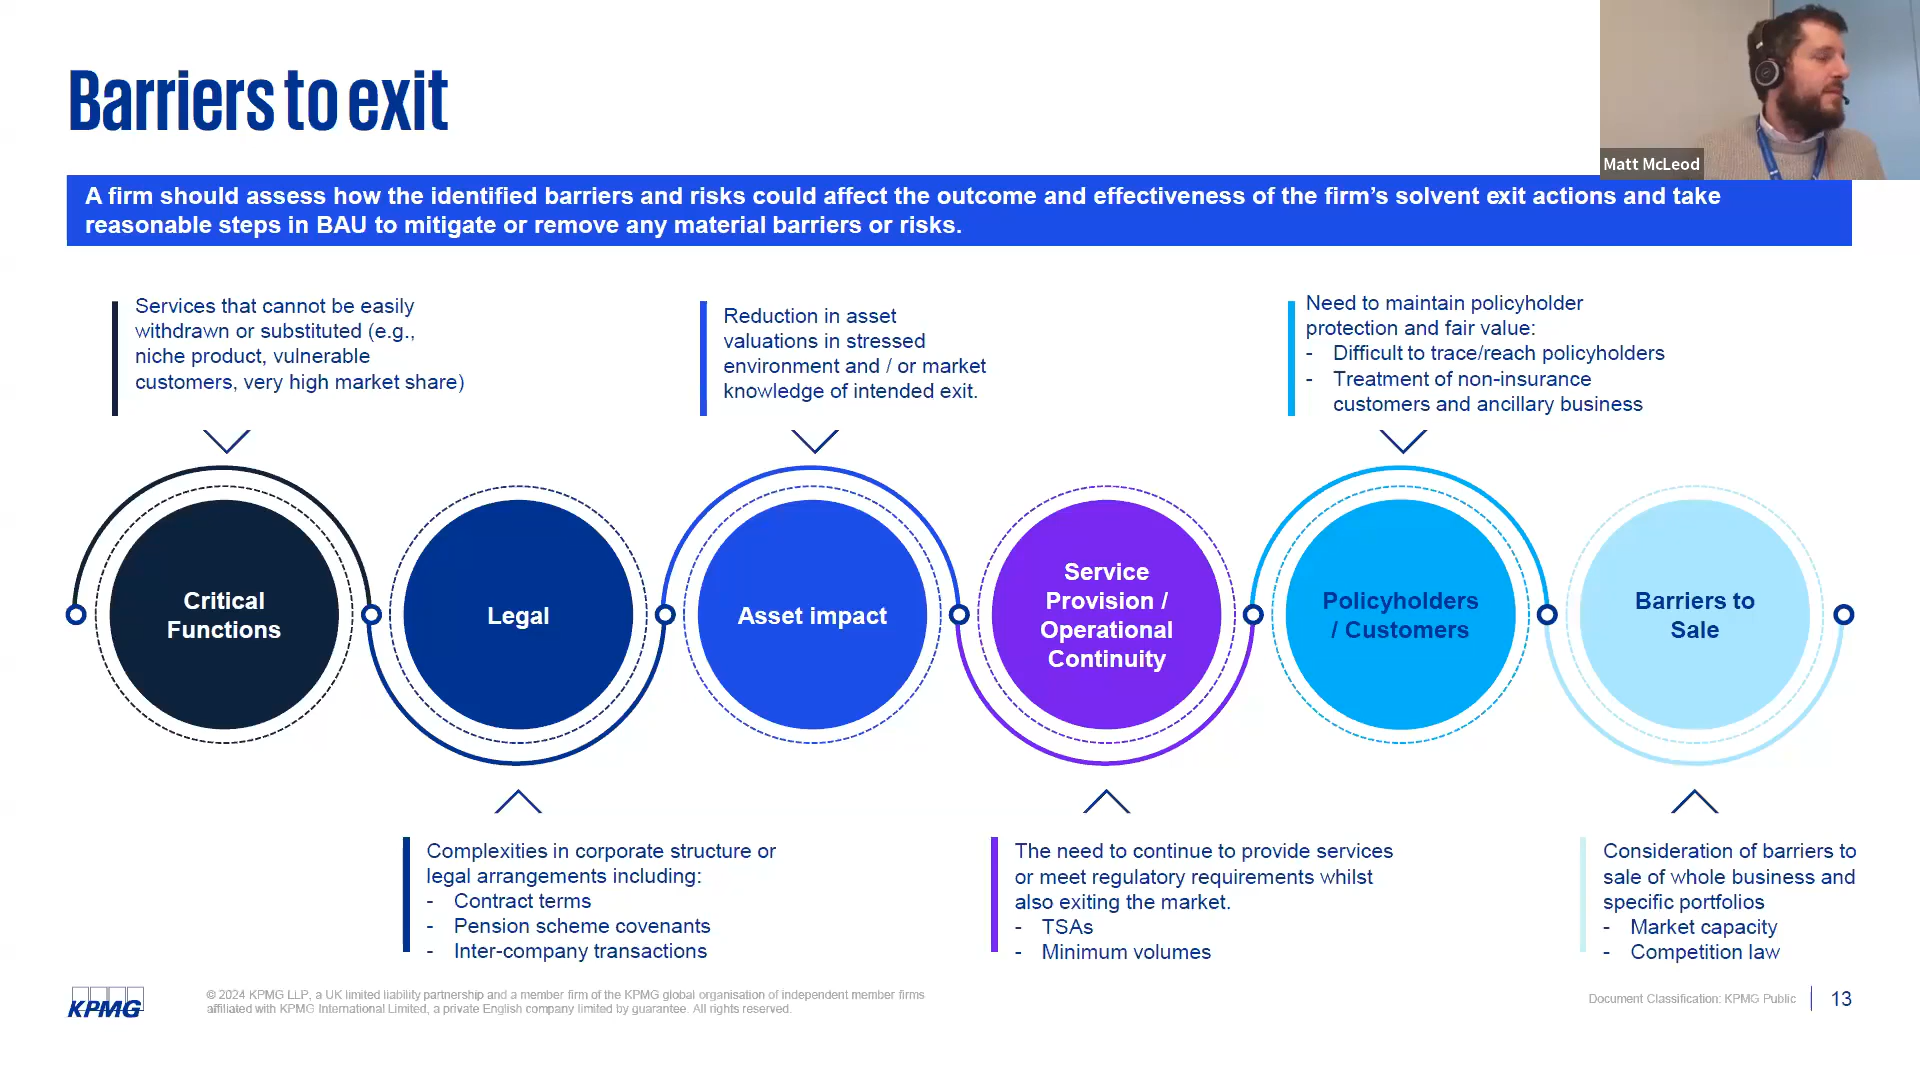 Barriers to exit
Matt McLeod
A firm should assess how the identified barriers and risks could affect the outcome and effectiveness of the firm’s solvent exit actions and take
reasonable steps in BAU to mitigate or remove any material barriers or risks.
Services that cannot be easily
withdrawn or substituted (e.g.,
niche product, vulnerable
customers, very high market share)
Reduction in asset
valuations in stressed
environment and / or market
knowledge of intended exit.
Need to maintain policyholder
protection and fair value:
- Difficult to trace/reach policyholders
- Treatment of non-insurance
customers and ancillary business
Critical
Functions
Legal
Asset impact
Service
Provision /
Operational
Continuity
Policyholders
/ Customers
Barriers to
Sale
Complexities in corporate structure or
legal arrangements including:
- Contract terms
- Pension scheme covenants
- Inter-company transactions
The need to continue to provide services
or meet regulatory requirements whilst
also exiting the market.
- TSAs
- Minimum volumes
Consideration of barriers to
sale of whole business and
specific portfolios
- Market capacity
- Competition law
KPMG
© 2024 KPMG LLP, a UK limited liability partnership and a member firm of the KPMG global organisation of independent member firms
affiliated with KPMG International Limited, a private English company limited by guarantee. All rights reserved.
Document Classification: KPMG Public
13